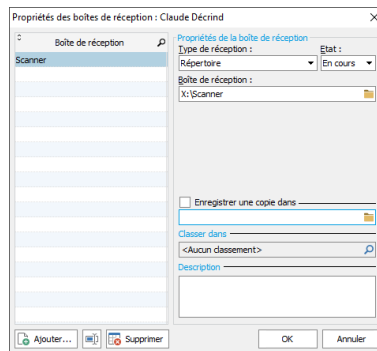 Propriétés des boîtes de réception : Claude Décrind
Boîte de réception
Scanner
Propriétés de la boîte de réception
Type de réception :
Etat :
Répertoire
En cours
Boîte de réception :
X:\Scanner
Enregistrer une copie dans
Classer dans
<Aucun classement>
Description
Ajouter...
Supprimer
OK
Annuler